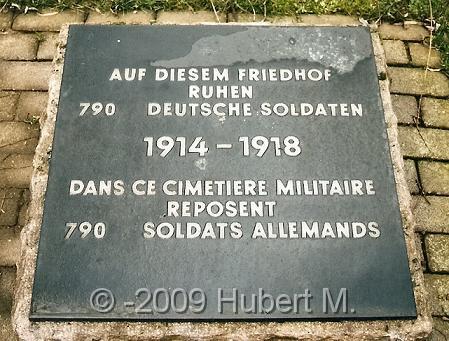 AUF DIESEM FRIEDHOF
RUHEN
790 DEUTSCHE SOLDATEN
1914 - 1918
DANS CE CIMETIERE MILITAIRE
REPOSENT
790 SOLDATS ALLEMANDS
© -2009 Hubert M.